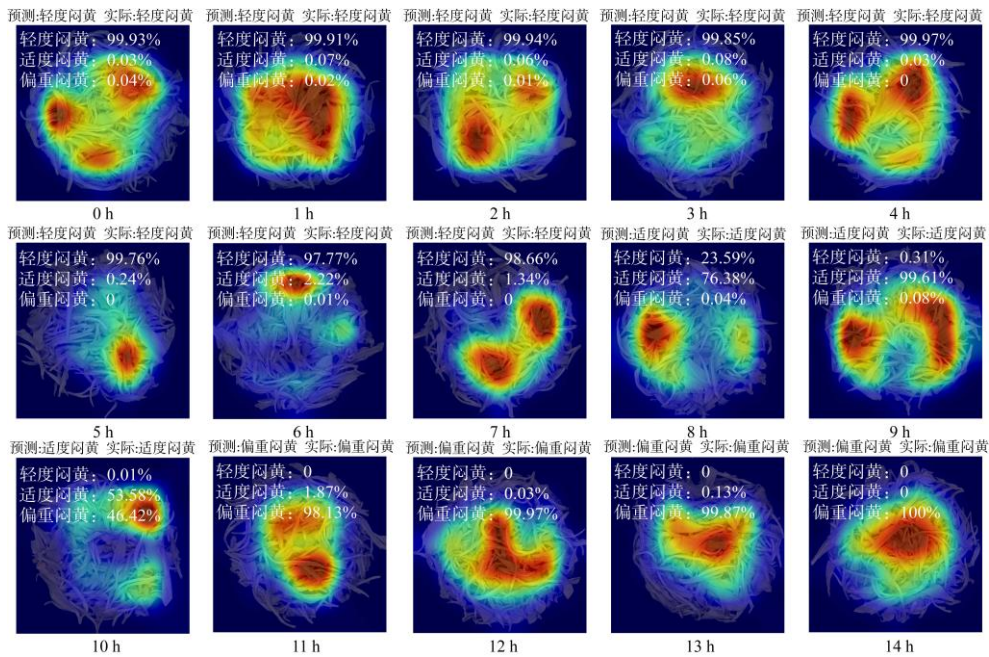 预测:轻度闷黄 实际:轻度闷黄
轻度闷黄：99.93%
适度闷黄：0.03%
偏重闷黄：0.04%
0 h
预测:轻度闷黄 实际:轻度闷黄
轻度闷黄：99.91%
适度闷黄：0.07%
偏重闷黄：0.02%
1 h
预测:轻度闷黄 实际:轻度闷黄
轻度闷黄：99.94%
适度闷黄：0.06%
偏重闷黄：0.01%
2 h
预测:轻度闷黄 实际:轻度闷黄
轻度闷黄：99.85%
适度闷黄：0.08%
偏重闷黄：0.06%
3 h
预测:轻度闷黄 实际:轻度闷黄
轻度闷黄：99.97%
适度闷黄：0.03%
偏重闷黄：0
4 h
预测:轻度闷黄 实际:轻度闷黄
轻度闷黄：99.76%
适度闷黄：0.24%
偏重闷黄：0
5 h
预测:轻度闷黄 实际:轻度闷黄
轻度闷黄：97.77%
适度闷黄：2.22%
偏重闷黄：0.01%
6 h
预测:轻度闷黄 实际:轻度闷黄
轻度闷黄：98.66%
适度闷黄：1.34%
偏重闷黄：0
7 h
预测:适度闷黄 实际:适度闷黄
轻度闷黄：23.59%
适度闷黄：76.38%
偏重闷黄：0.04%
8 h
预测:适度闷黄 实际:适度闷黄
轻度闷黄：0.31%
适度闷黄：99.61%
偏重闷黄：0.08%
9 h
预测:适度闷黄 实际:适度闷黄
轻度闷黄：0.01%
适度闷黄：53.58%
偏重闷黄：46.42%
10 h
预测:偏重闷黄 实际:偏重闷黄
轻度闷黄：0
适度闷黄：1.87%
偏重闷黄：98.13%
11 h
预测:偏重闷黄 实际:偏重闷黄
轻度闷黄：0
适度闷黄：0.03%
偏重闷黄：99.97%
12 h
预测:偏重闷黄 实际:偏重闷黄
轻度闷黄：0
适度闷黄：0.13%
偏重闷黄：99.87%
13 h
预测:偏重闷黄 实际:偏重闷黄
轻度闷黄：0
适度闷黄：0
偏重闷黄：100%
14 h